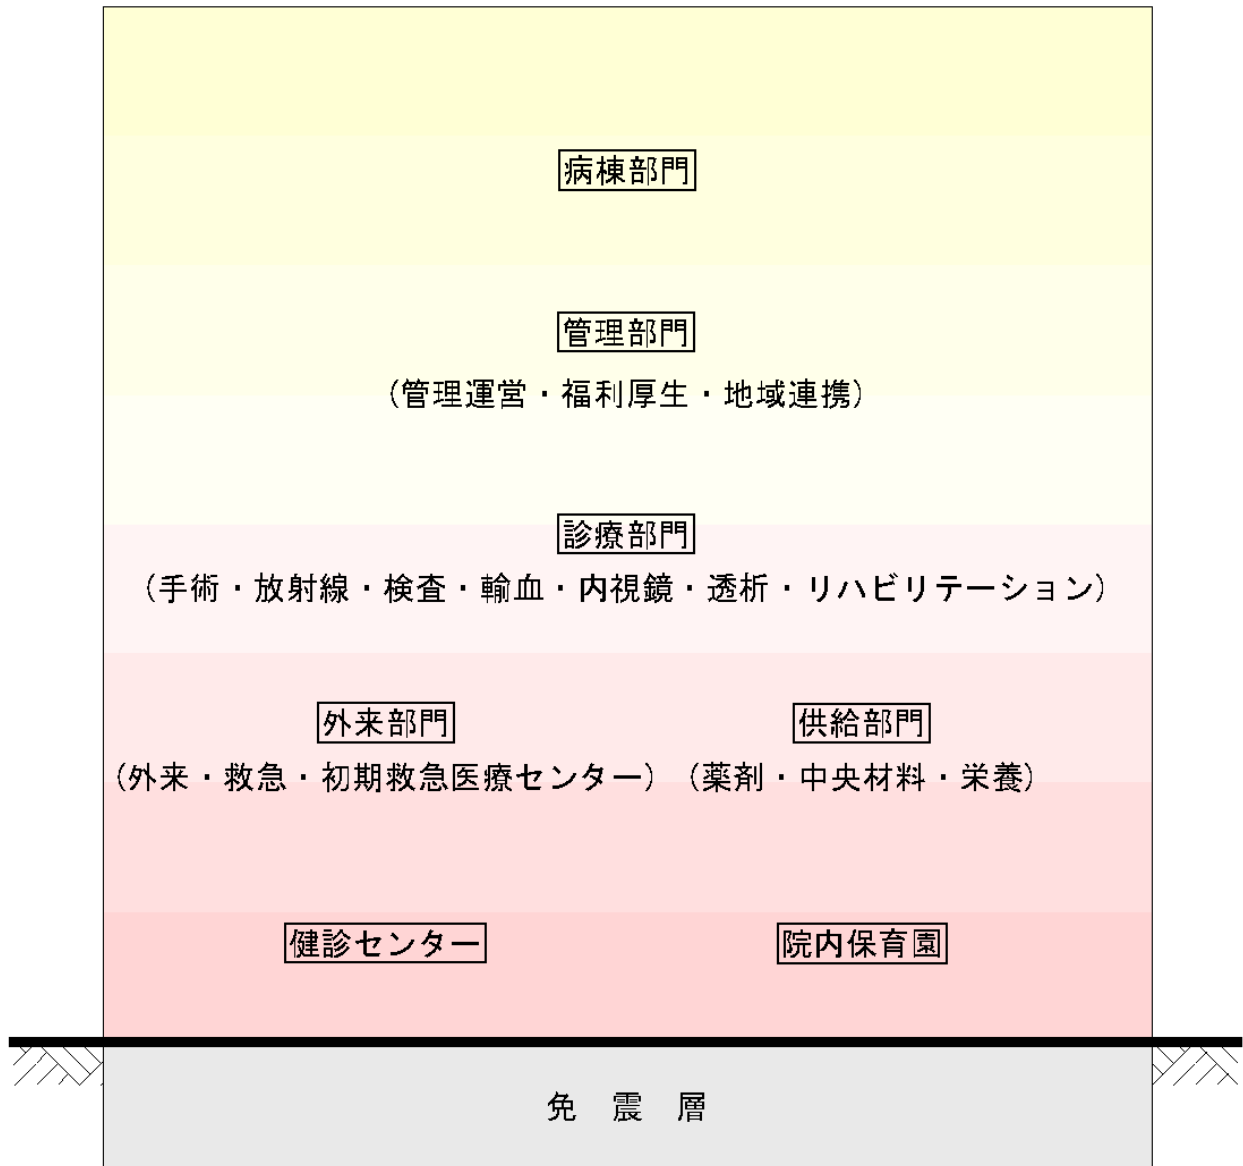 病棟部門
管理部門
（管理運営・福利厚生・地域連携）
診療部門
（手術・放射線・検査・輸血・内視鏡・透析・リハビリテーション）
外来部門 供給部門
（外来・救急・初期救急医療センター）（薬剤・中央材料・栄養）
健診センター 院内保育園
免震層